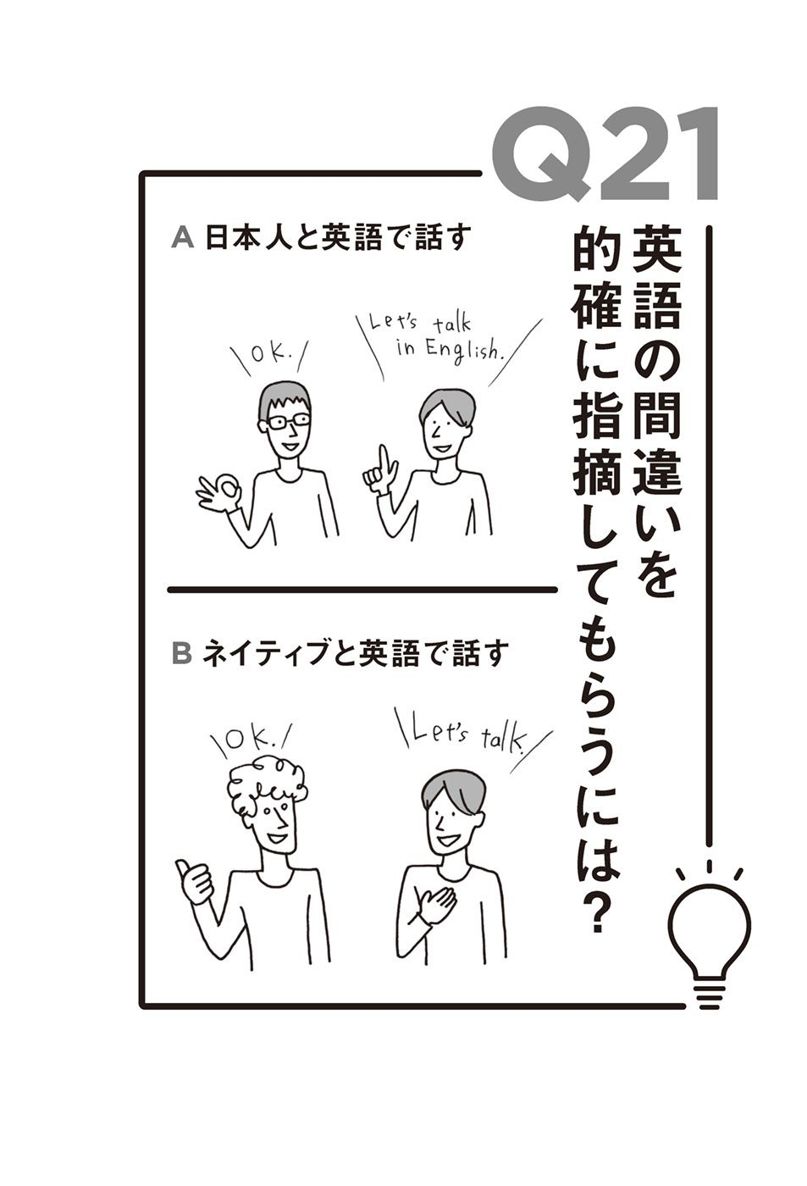 Q21
英語の間違いを
的確に指摘してもらうには？
A 日本人と英語で話す
OK.
Let's talk
in English.
B ネイティブと英語で話す
OK.
Let's talk.